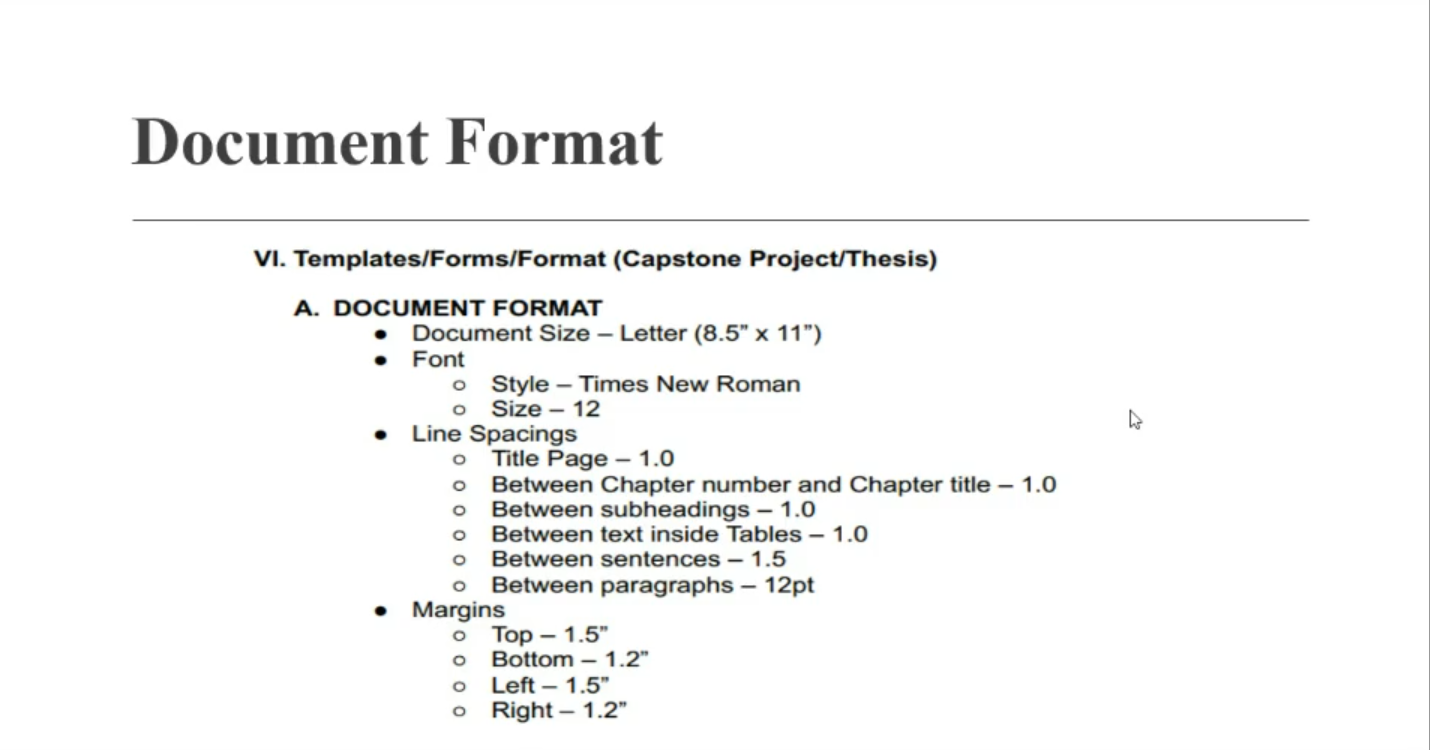 Document Format
VI. Templates/Forms/Format (Capstone Project/Thesis)
A. DOCUMENT FORMAT
● Document Size – Letter (8.5” x 11”)
● Font
o Style – Times New Roman
o Size – 12
● Line Spacings
o Title Page – 1.0
o Between Chapter number and Chapter title – 1.0
o Between subheadings – 1.0
o Between text inside Tables – 1.0
o Between sentences – 1.5
o Between paragraphs – 12pt
● Margins
o Top – 1.5”
o Bottom – 1.2”
o Left – 1.5”
o Right – 1.2”